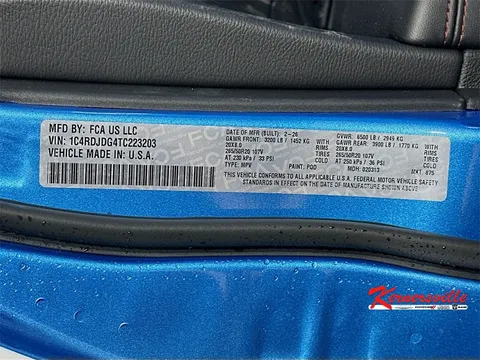 MFD BY: FCA US LLC
DATE OF MFR (BUILT): 2-26
GVWR: 6500 LB / 2949 KG
VIN: 1C4RDJDG4TC223203
GAWR FRONT: 3200 LB / 1452 KG
WITH
GAWR REAR: 3900 LB / 1770 KG
VEHICLE MADE IN: U.S.A.
20X8.0
RIMS
20X8.0
WITH
265/50R20 107V
TIRES
265/50R20 107V
RIMS
AT 230 kPa / 33 PSI
AT 250 kPa / 36 PSI
TIRES
TYPE: MPV
PAINT: PQD
MDH: 020313
MXT: 875
THIS VEHICLE CONFORMS TO ALL APPLICABLE U.S.A. FEDERAL MOTOR VEHICLE SAFETY
STANDARDS IN EFFECT ON THE DATE OF MANUFACTURE SHOWN ABOVE
Kernersville